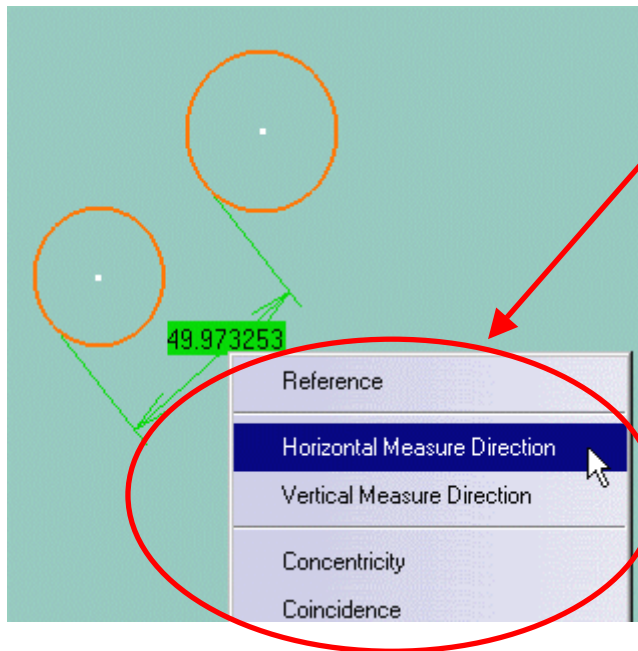 49.973253
Reference
Horizontal Measure Direction
Vertical Measure Direction
Concentricity
Coincidence